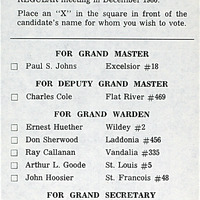 REGULAR meeting in December 1960.
Place an "X" in the square in front of the
candidate's name for whom you wish to vote.
FOR GRAND MASTER
Paul S. Johns Excelsior #18
FOR DEPUTY GRAND MASTER
Charles Cole Flat River #469
FOR GRAND WARDEN
Ernest Huether Wildey #2
Don Sherwood Laddonia #456
Ray Callanan Vandalia #335
Arthur L. Goode St. Louis #5
John Hoosier St. Francois #48
FOR GRAND SECRETARY